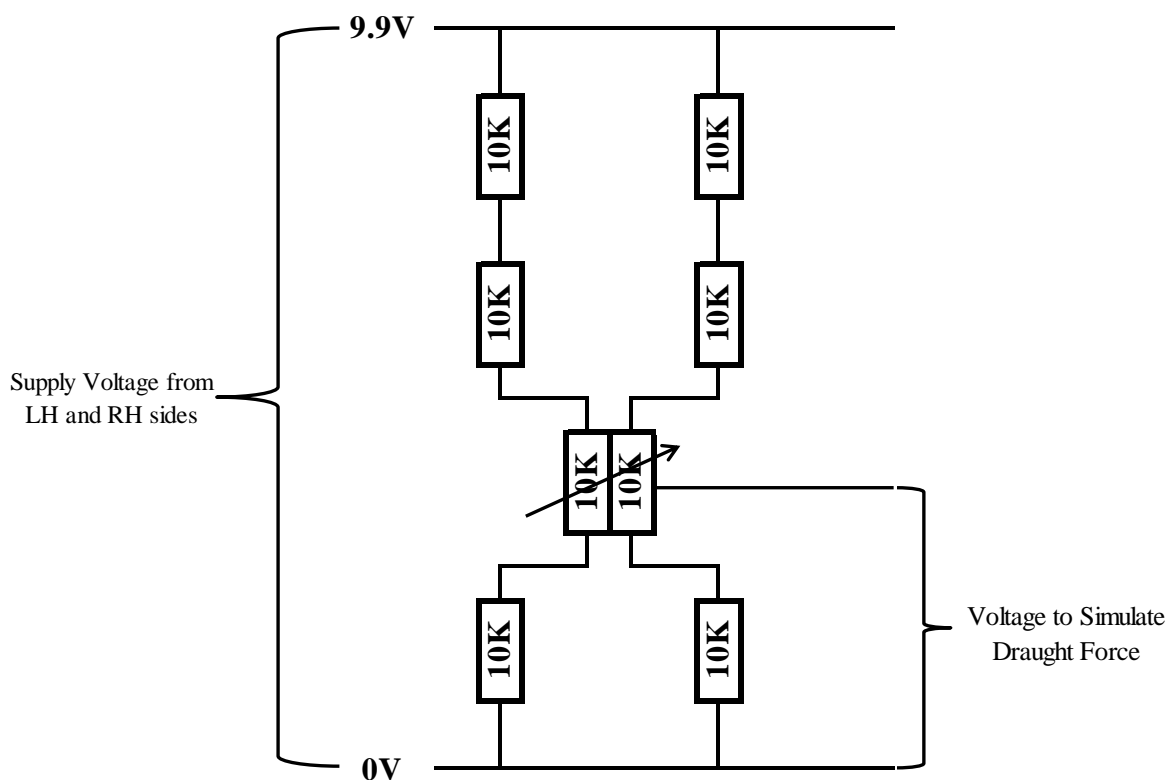 9.9V
10K
10K
10K
10K
Supply Voltage from
LH and RH sides
10K
10K
10K
10K
Voltage to Simulate
Draught Force
0V